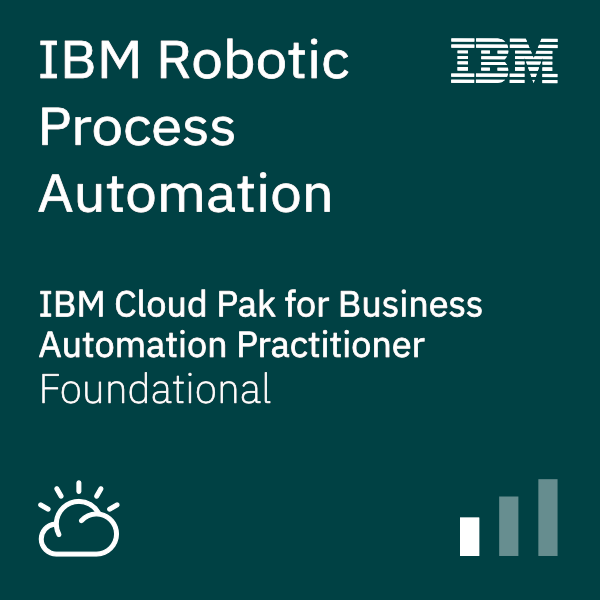 IBM Robotic
IBM
Process
Automation
IBM Cloud Pak for Business
Automation Practitioner
Foundational